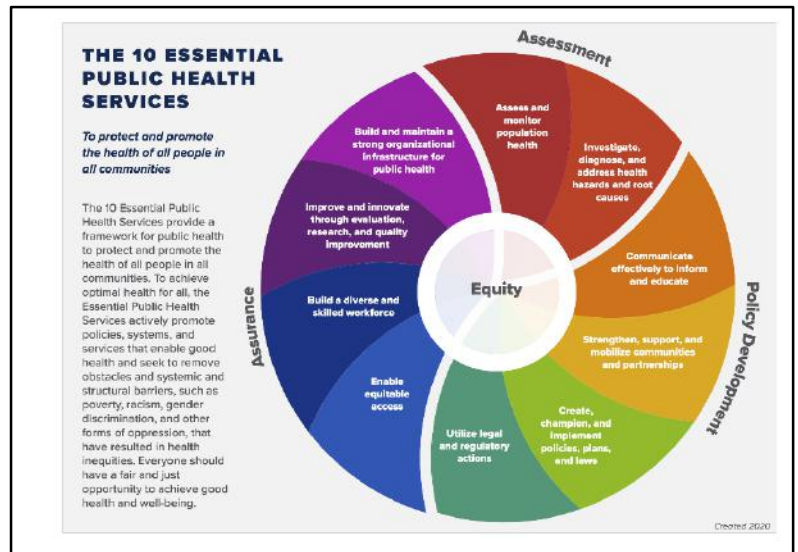 THE 10 ESSENTIAL
PUBLIC HEALTH
SERVICES
To protect and promote
the health of all people in
all communities
The 10 Essential Public
Health Services provide a
framework for public health
to protect and promote the
health of all people in all
communities. To achieve
optimal health for all, the
Essential Public Health
Services actively promote
policies, systems, and
services that enable good
health and seek to remove
obstacles and systemic and
structural barriers, such as
poverty, racism, gender
discrimination, and other
forms of oppression, that
have resulted in health
inequities. Everyone should
have a fair and just
opportunity to achieve good
health and well-being.
Assessment
Assess and
monitor
population
health
Investigate,
diagnose, and
address health
hazards and root
causes
Policy Development
Communicate
effectively to inform
and educate
Strengthen, support, and
mobilize communities
and partnerships
Create,
champion, and
implement
policies, plans,
and laws
Utilize legal
and regulatory
actions
Assurance
Enable
equitable
access
Build a diverse and
skilled workforce
Improve and innovate
through evaluation,
research, and quality
improvement
Build and maintain a
strong organizational
infrastructure for
public health
Equity
Created 2020